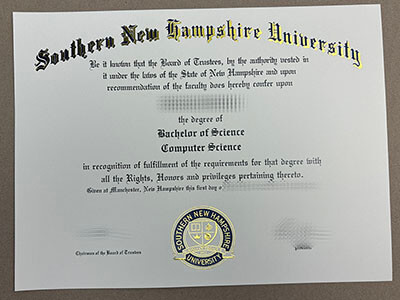 Southern New Hampshire University
Be it known that the Board of Trustees, by the authority vested in
it under the laws of the State of New Hampshire and upon
recommendation of the faculty does hereby confer upon
the degree of
Bachelor of Science
Computer Science
in recognition of fulfillment of the requirements for that degree with
all the Rights, Honors and privileges pertaining thereto.
Given at Manchester, New Hampshire this first day o
SOUTHERN NEW HAMPSHIRE
UNIVERSITY
Chairman of the Board of Trustees